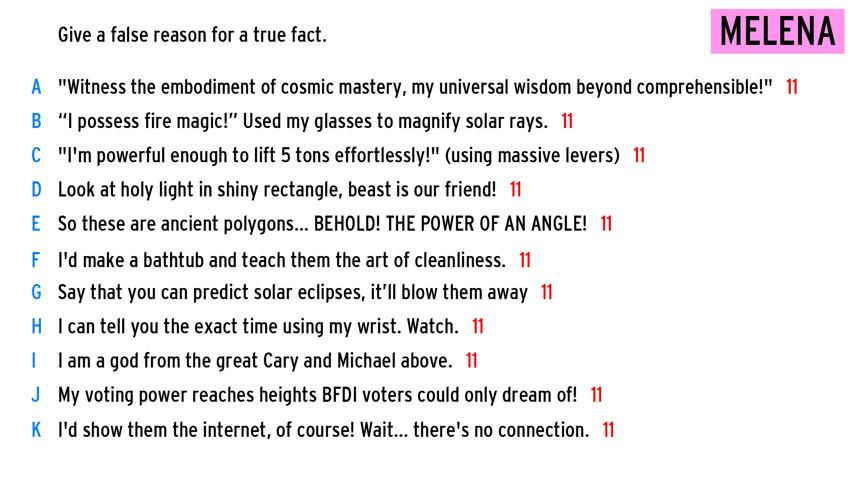 Give a false reason for a true fact.
MELENA
A "Witness the embodiment of cosmic mastery, my universal wisdom beyond comprehensible!" 11
B “I possess fire magic!” Used my glasses to magnify solar rays. 11
C "I'm powerful enough to lift 5 tons effortlessly!" (using massive levers) 11
D Look at holy light in shiny rectangle, beast is our friend! 11
E So these are ancient polygons... BEHOLD! THE POWER OF AN ANGLE! 11
F I'd make a bathtub and teach them the art of cleanliness. 11
G Say that you can predict solar eclipses, it’ll blow them away 11
H I can tell you the exact time using my wrist. Watch. 11
I I am a god from the great Cary and Michael above. 11
J My voting power reaches heights BFDI voters could only dream of! 11
K I'd show them the internet, of course! Wait... there's no connection. 11